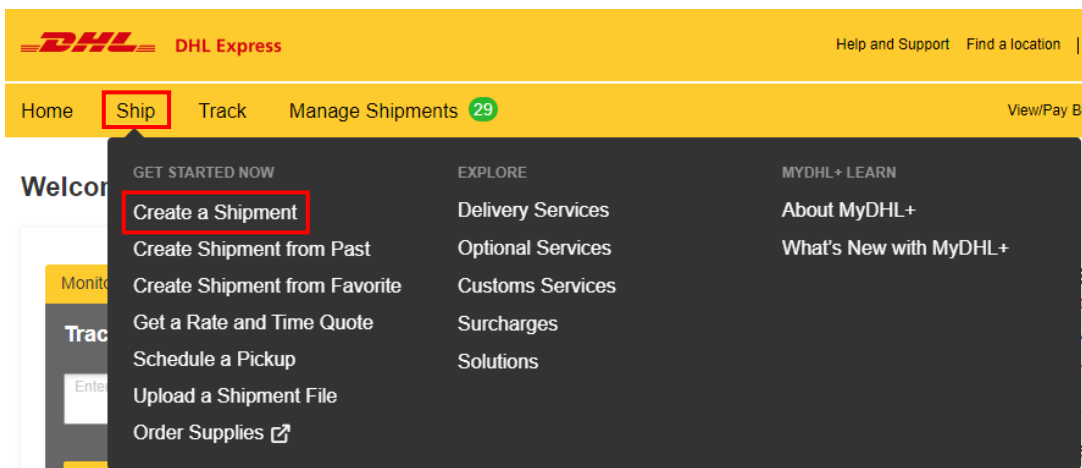 DHL DHL Express
Help and Support Find a location |
Home Ship Track Manage Shipments 29
View/Pay B
Welcom
GET STARTED NOW
Create a Shipment
Create Shipment from Past
Create Shipment from Favorite
Get a Rate and Time Quote
Schedule a Pickup
Upload a Shipment File
Order Supplies
EXPLORE
Delivery Services
Optional Services
Customs Services
Surcharges
Solutions
MYDHL+ LEARN
About MyDHL+
What's New with MyDHL+
Monito
Trac
Enter